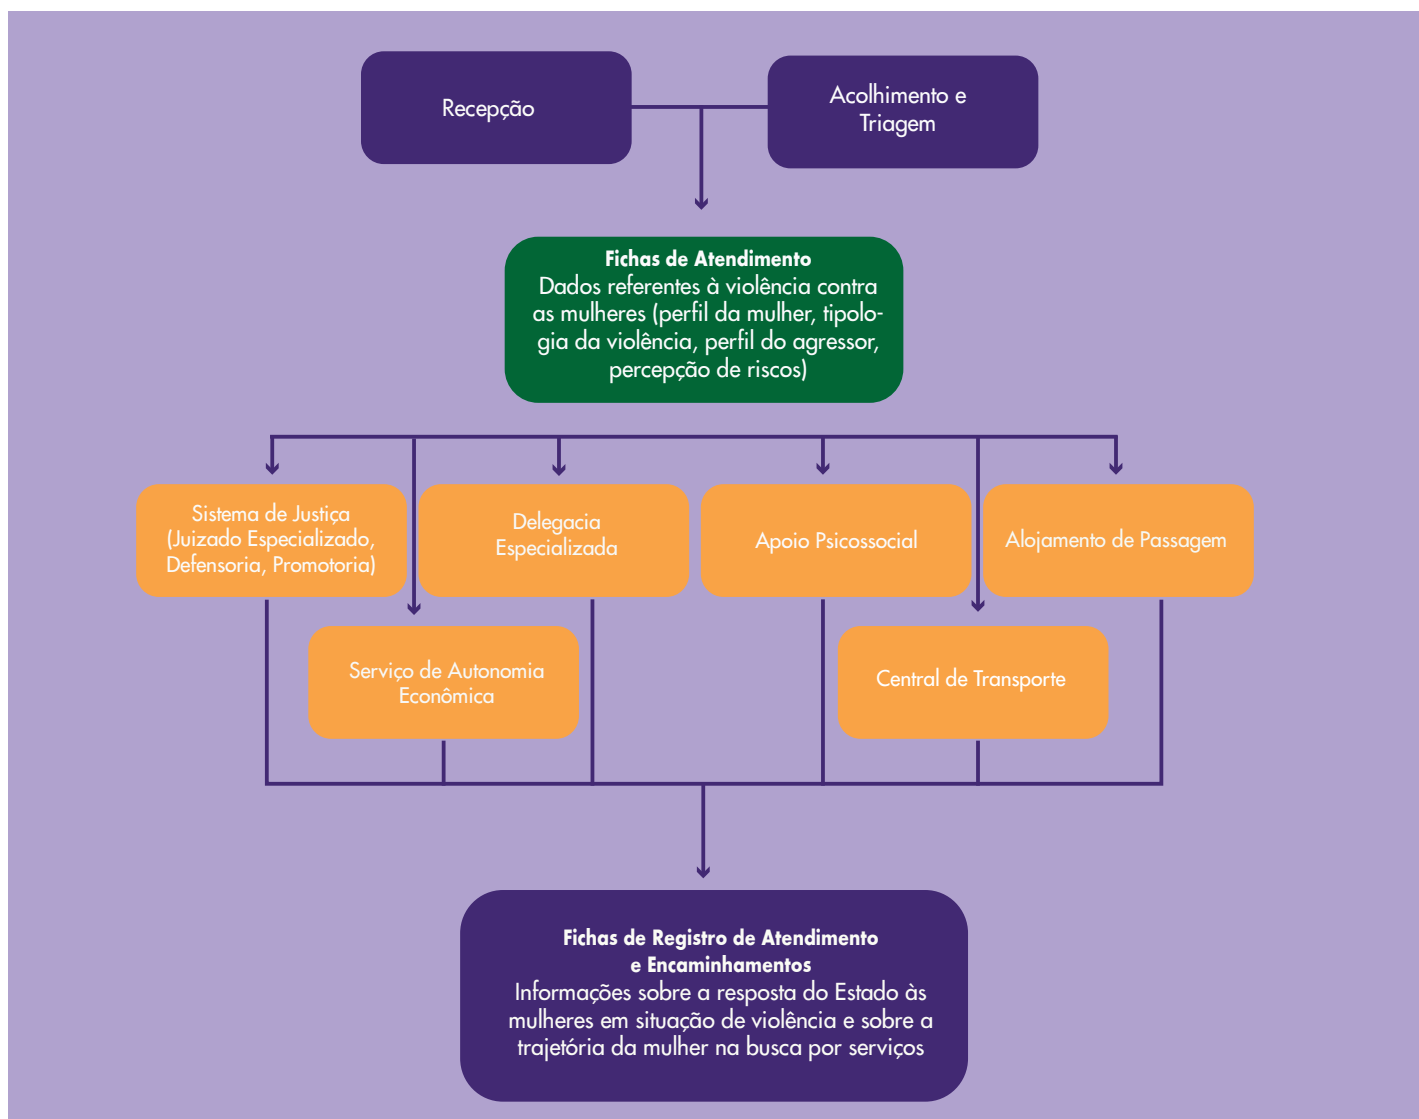 Recepção
Acolhimento e
Triagem
Fichas de Atendimento
Dados referentes à violência contra
as mulheres (perfil da mulher, tipolo-
gia da violência, perfil do agressor,
percepção de riscos)
Sistema de Justiça
(Juizado Especializado,
Defensoria, Promotoria)
Delegacia
Especializada
Apoio Psicossocial
Alojamento de Passagem
Serviço de Autonomia
Econômica
Central de Transporte
Fichas de Registro de Atendimento
e Encaminhamentos
Informações sobre a resposta do Estado às
mulheres em situação de violência e sobre a
trajetória da mulher na busca por serviços